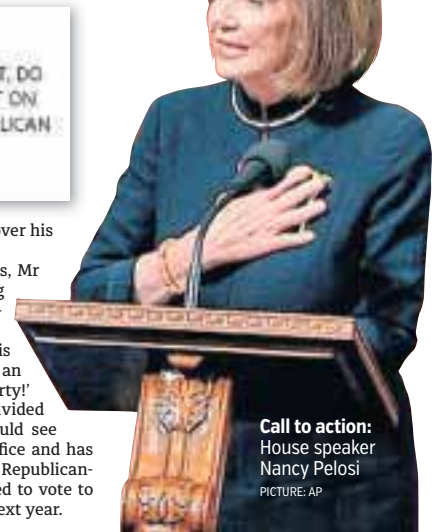 T, DO
T ON
LICAN
over his
s, Mr
g
is
an
rty!'
vided
uld see
fice and has
Republican-
ed to vote to
ext year.
Call to action:
House speaker
Nancy Pelosi
PICTURE: AP